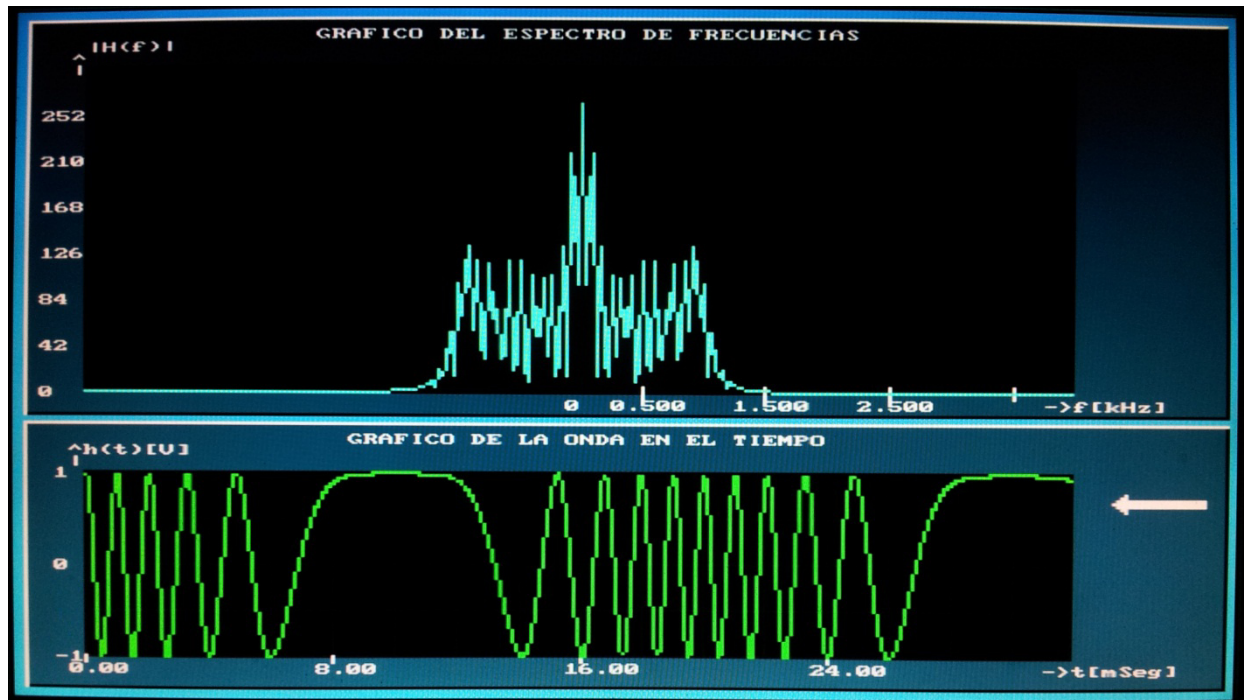 GRAFICO DEL ESPECTRO DE FRECUENCIAS
^ |H(f)|
252
210
168
126
84
42
0
0 0.500 1.500 2.500 ->f[kHz]
GRAFICO DE LA ONDA EN EL TIEMPO
^h(t)[V]
1
0
-1
0.00 8.00 16.00 24.00 ->t[mSeg]